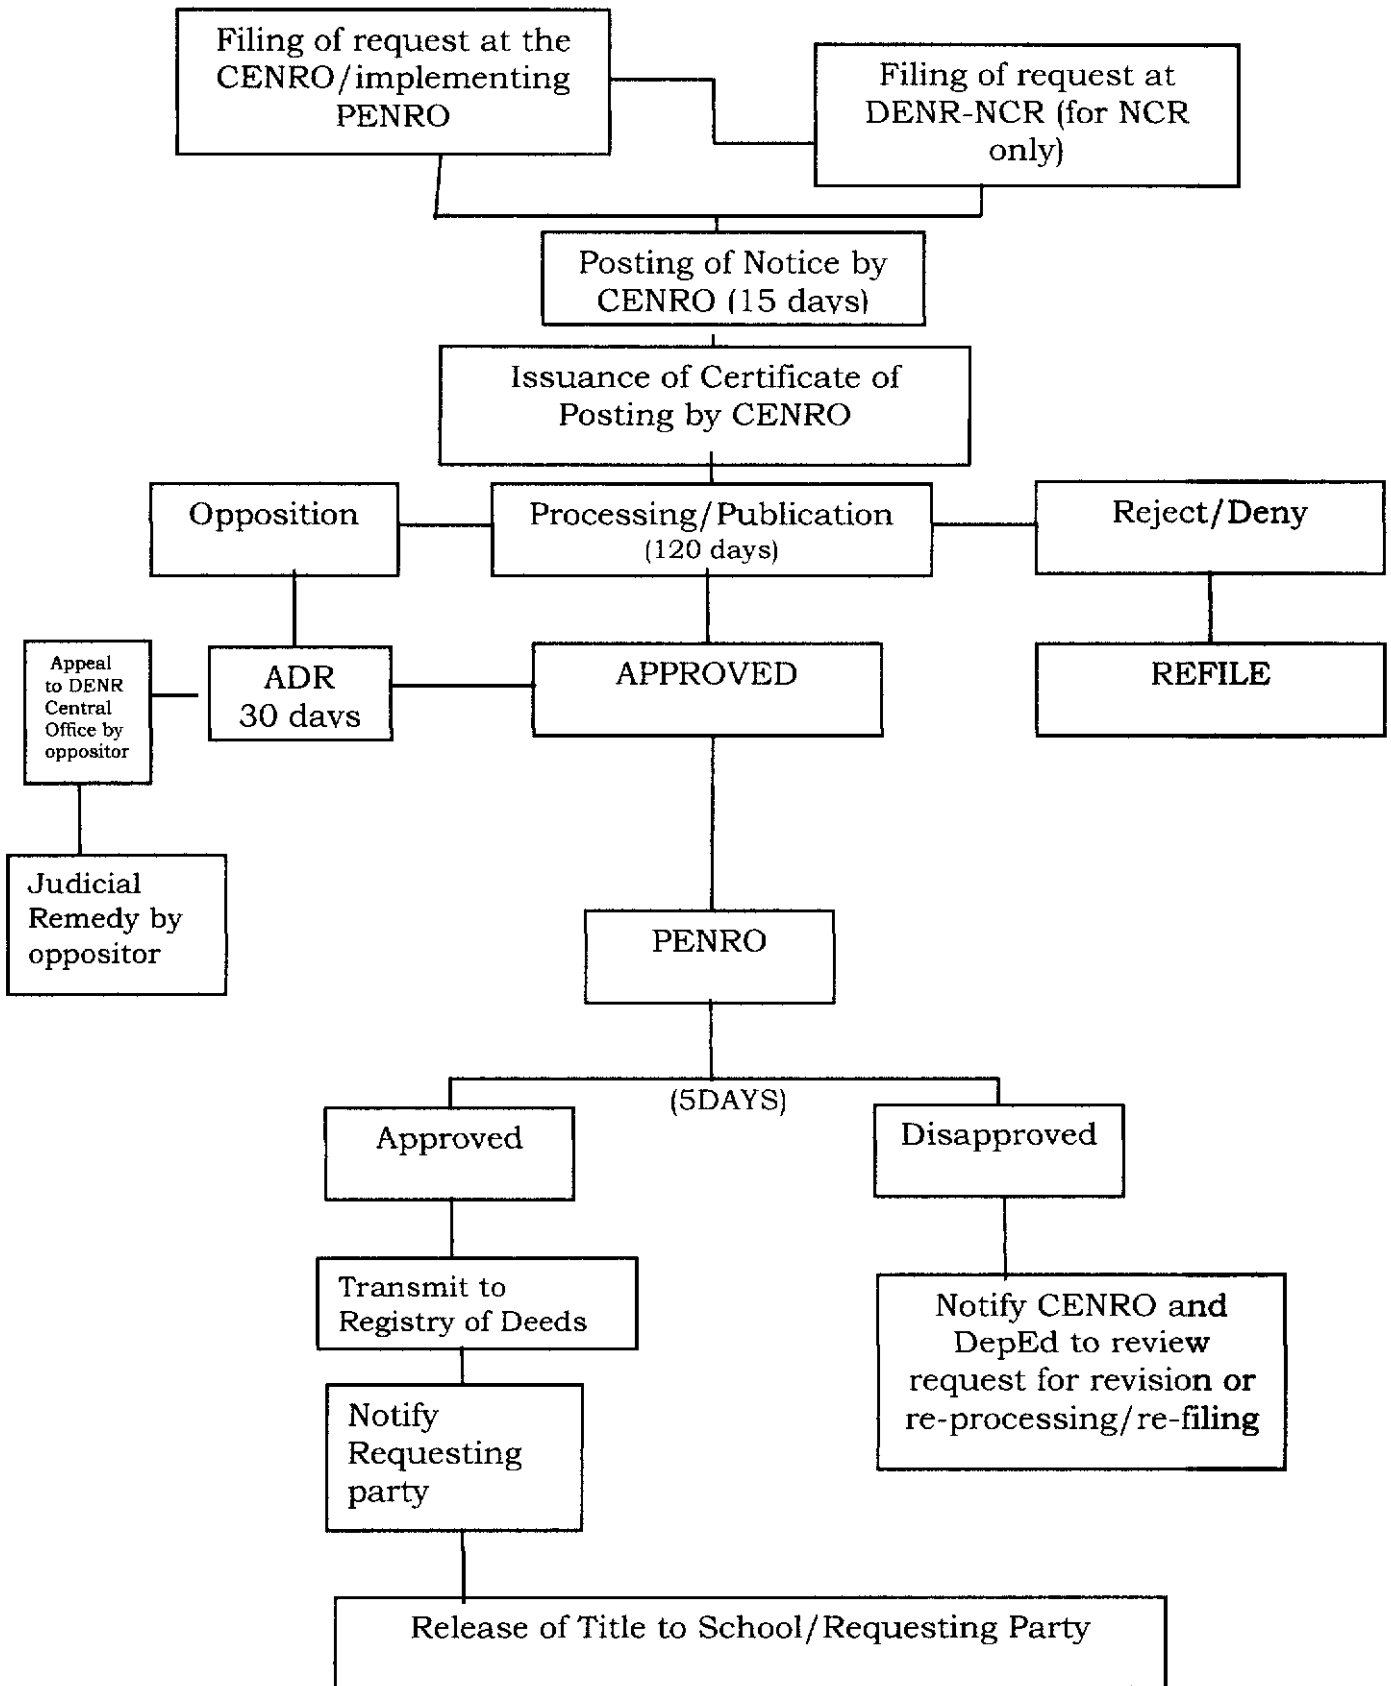 Filing of request at the
CENRO/implementing
PENRO
Filing of request at
DENR-NCR (for NCR
only)
Posting of Notice by
CENRO (15 days)
Issuance of Certificate of
Posting by CENRO
Opposition
Processing/Publication
(120 days)
Reject/Deny
Appeal
to DENR
Central
Office by
oppositor
ADR
30 days
APPROVED
REFILE
Judicial
Remedy by
oppositor
PENRO
(5DAYS)
Approved
Disapproved
Transmit to
Registry of Deeds
Notify CENRO and
DepEd to review
request for revision or
re-processing/re-filing
Notify
Requesting
party
Release of Title to School/Requesting Party